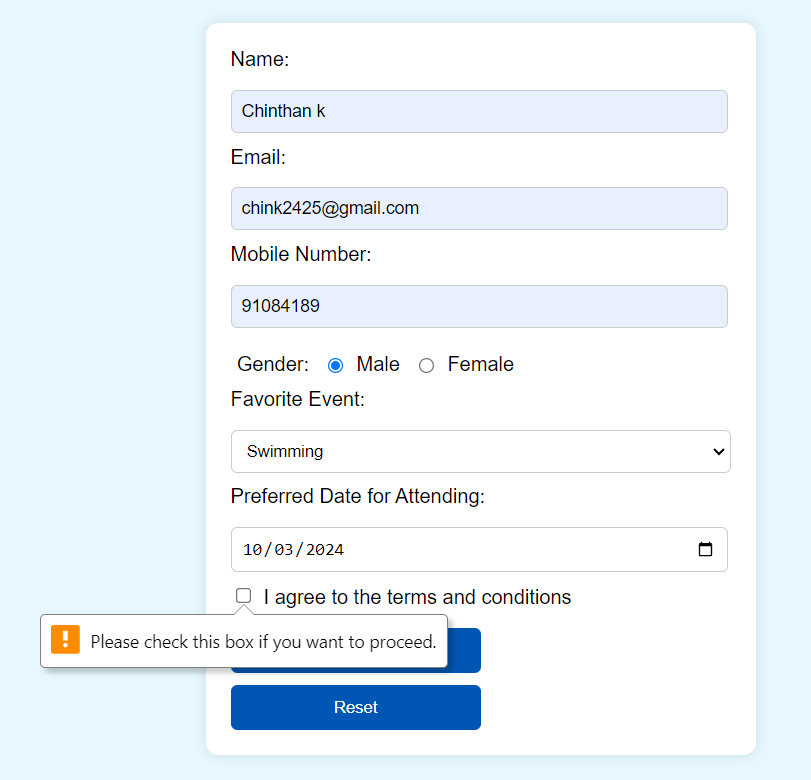 Name:
Chinthan k
Email:
chink2425@gmail.com
Mobile Number:
91084189
Gender: Male Female
Favorite Event:
Swimming
Preferred Date for Attending:
10/03/2024
I agree to the terms and conditions
Please check this box if you want to proceed.
Reset